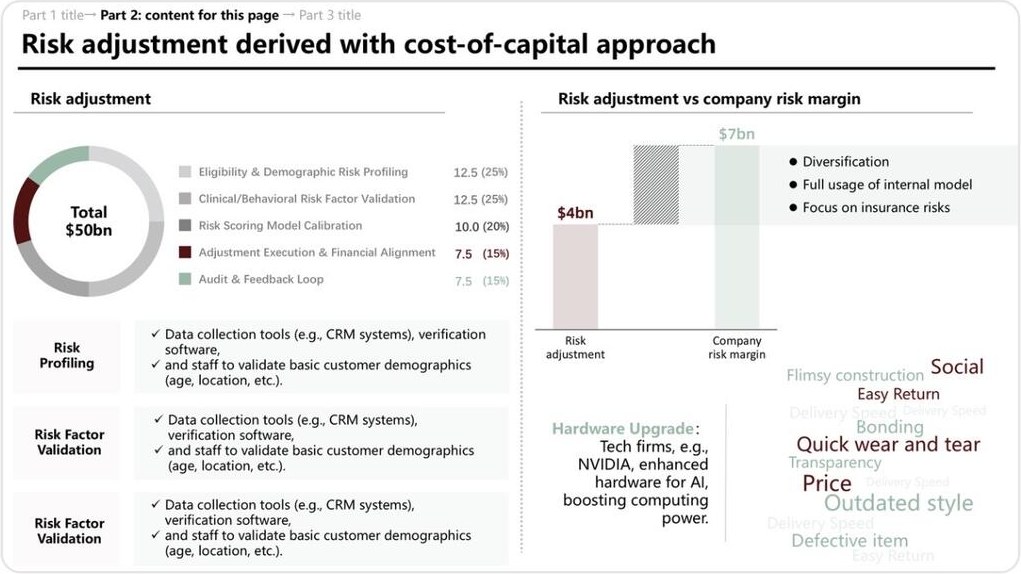 Part 1 title→ Part 2: content for this page → Part 3 title
Risk adjustment derived with cost-of-capital approach
Risk adjustment
Total
$50bn
Eligibility & Demographic Risk Profiling 12.5 (25%)
Clinical/Behavioral Risk Factor Validation 12.5 (25%)
Risk Scoring Model Calibration 10.0 (20%)
Adjustment Execution & Financial Alignment 7.5 (15%)
Audit & Feedback Loop 7.5 (15%)
Risk
Profiling
✓ Data collection tools (e.g., CRM systems), verification
software,
✓ and staff to validate basic customer demographics
(age, location, etc.).
Risk Factor
Validation
✓ Data collection tools (e.g., CRM systems),
verification software,
✓ and staff to validate basic customer demographics
(age, location, etc.).
Risk Factor
Validation
✓ Data collection tools (e.g., CRM systems),
verification software,
✓ and staff to validate basic customer demographics
(age, location, etc.).
Risk adjustment vs company risk margin
$7bn
$4bn
● Diversification
● Full usage of internal model
● Focus on insurance risks
Risk
adjustment
Company
risk margin
Hardware Upgrade:
Tech firms, e.g.,
NVIDIA, enhanced
hardware for AI,
boosting computing
power.
Social
Flimsy construction
Easy Return
Delivery Speed Delivery Speed
Bonding
Quick wear and tear
Transparency
Price Delivery Speed
Outdated style
Delivery Speed
Defective item
Easy Return